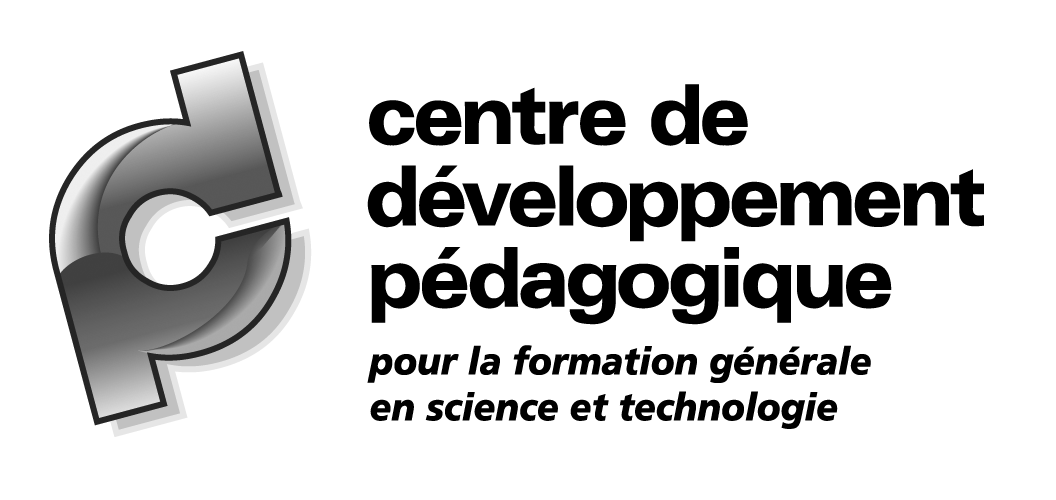 centre de
développement
pédagogique
pour la formation générale
en science et technologie